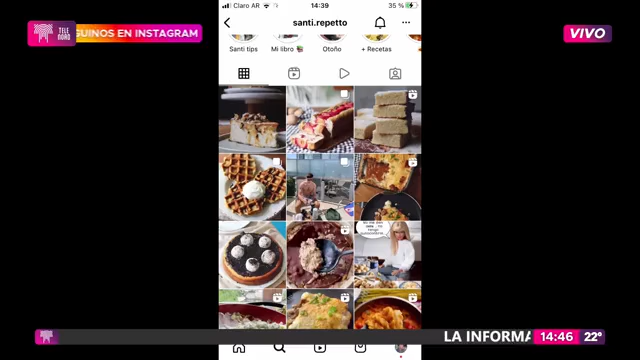 Claro AR
14:39
35 %
TELE
NORD
GUINOS EN INSTAGRAM
santi.repetto
VIVO
Santi tips
Mi libro 📚
Otoño
+ Recetas
LA INFORMA
14:46
22°